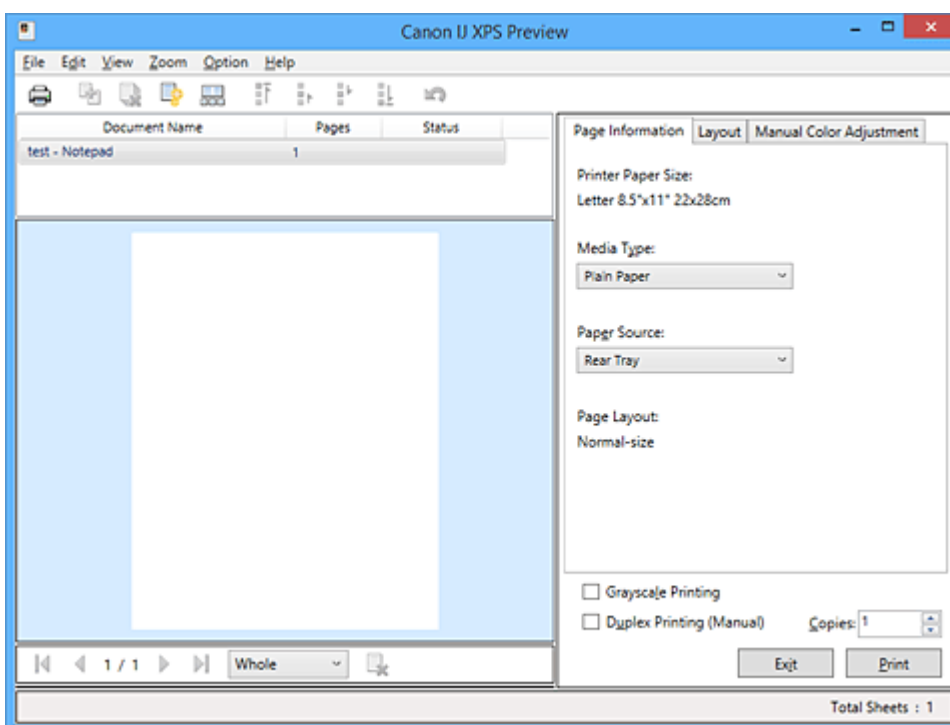 Canon IJ XPS Preview
File Edit View Zoom Option Help
Document Name Pages Status
test - Notepad 1
Page Information Layout Manual Color Adjustment
Printer Paper Size:
Letter 8.5"x11" 22x28cm
Media Type:
Plain Paper
Paper Source:
Rear Tray
Page Layout:
Normal-size
Grayscale Printing
Duplex Printing (Manual) Copies: 1
1 / 1 Whole
Exit Print
Total Sheets : 1